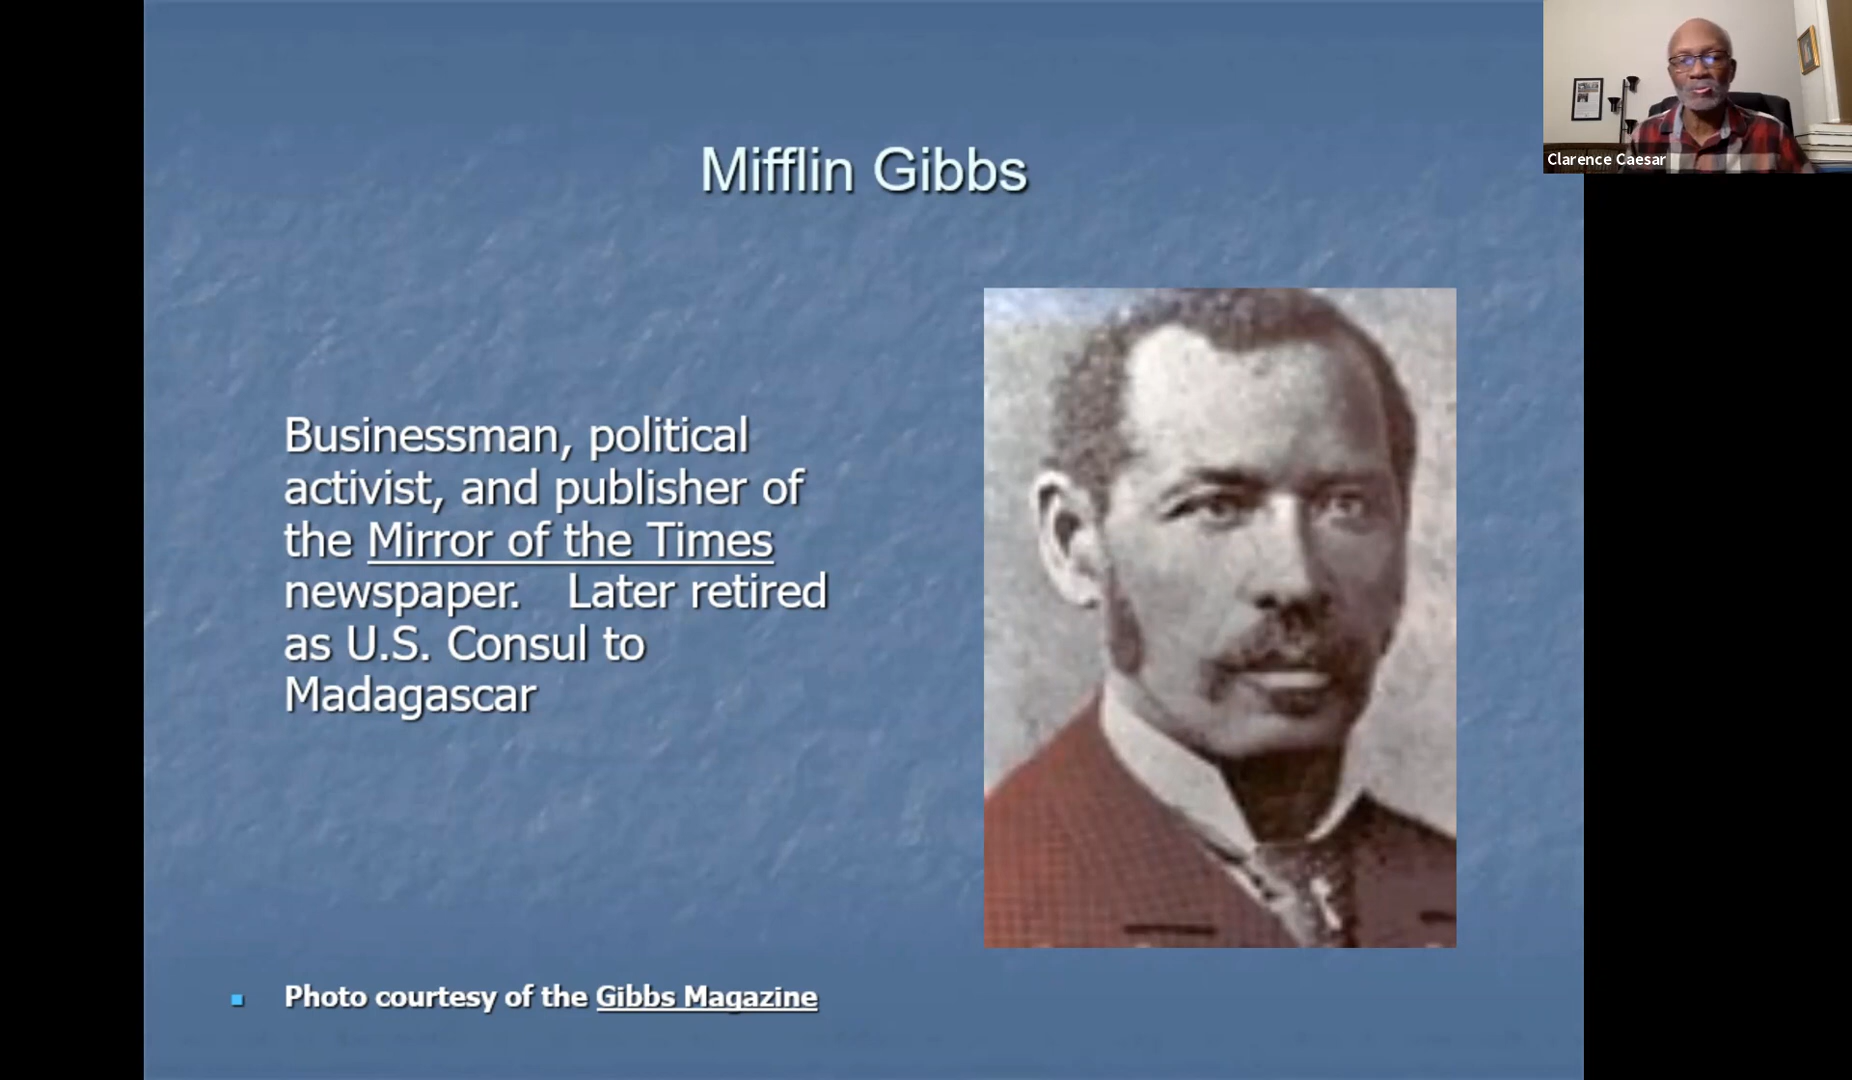 Mifflin Gibbs
Businessman, political
activist, and publisher of
the Mirror of the Times
newspaper. Later retired
as U.S. Consul to
Madagascar
Photo courtesy of the Gibbs Magazine
Clarence Caesar